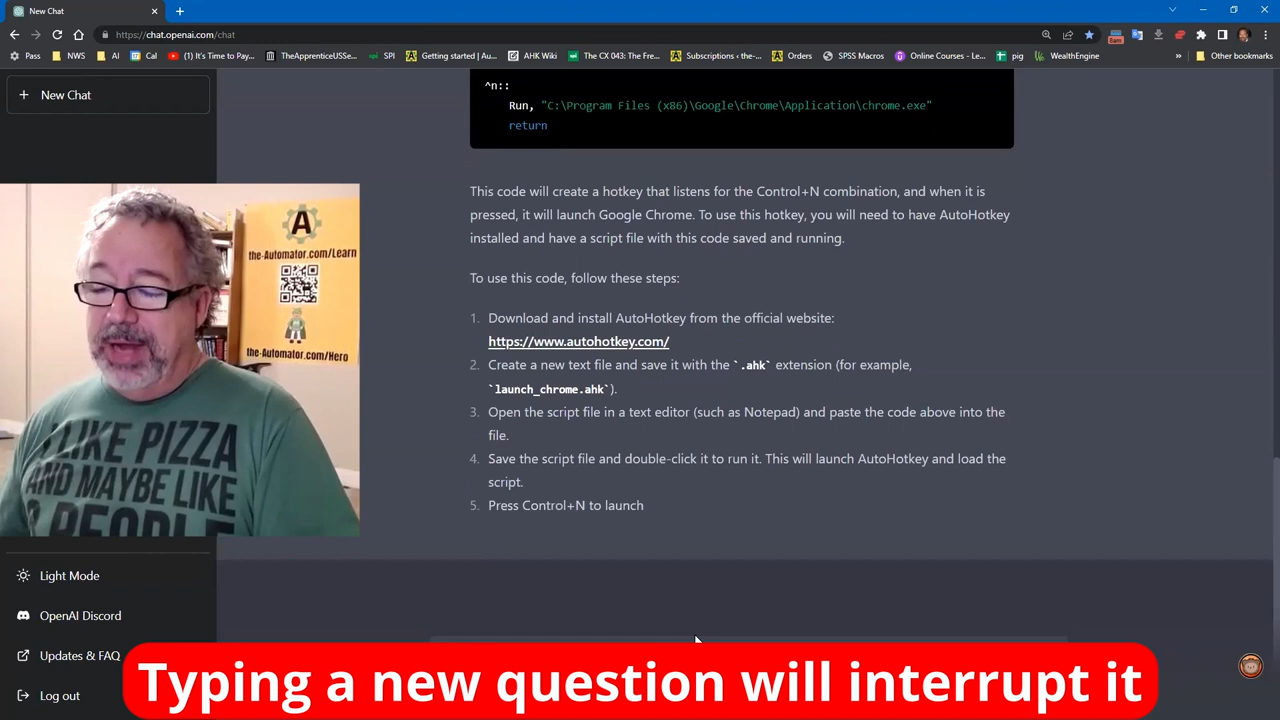 New Chat
https://chat.openai.com/chat
Pass
NWS
AI
Cal
(1) It's Time to Pay...
TheApprenticeUSSe...
SPI
Getting started | Au...
AHK Wiki
The CX 043: The Fre...
Subscriptions ‹ the-...
Orders
SPSS Macros
Online Courses - Le...
pig
WealthEngine
»
Other bookmarks
+ New Chat
^n::
Run, "C:\Program Files (x86)\Google\Chrome\Application\chrome.exe"
return
This code will create a hotkey that listens for the Control+N combination, and when it is
pressed, it will launch Google Chrome. To use this hotkey, you will need to have AutoHotkey
installed and have a script file with this code saved and running.
To use this code, follow these steps:
1. Download and install AutoHotkey from the official website:
https://www.autohotkey.com/
2. Create a new text file and save it with the `.ahk` extension (for example,
`launch_chrome.ahk`).
3. Open the script file in a text editor (such as Notepad) and paste the code above into the
file.
4. Save the script file and double-click it to run it. This will launch AutoHotkey and load the
script.
5. Press Control+N to launch
A
the-Automator.com/Learn
the-Automator.com/Hero
I LIKE PIZZA
AND MAYBE LIKE
PEOPLE
Light Mode
OpenAI Discord
Updates & FAQ
Log out
Typing a new question will interrupt it